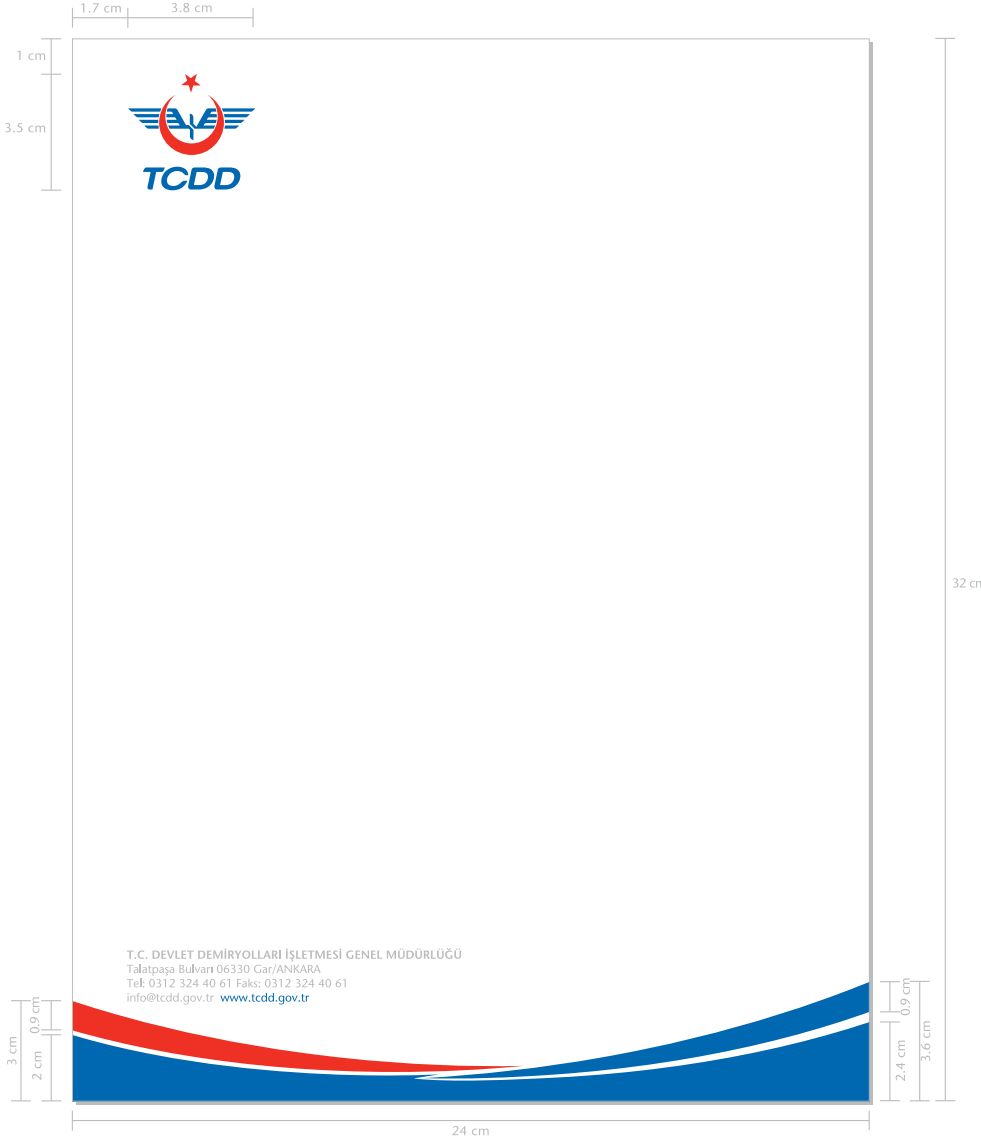 1.7 cm 3.8 cm
1 cm
3.5 cm
TCDD
32 cm
T.C. DEVLET DEMİRYOLLARI İŞLETMESİ GENEL MÜDÜRLÜĞÜ
Talatpaşa Bulvarı 06330 Gar/ANKARA
Tel: 0312 324 40 61 Faks: 0312 324 40 61
info@tcdd.gov.tr www.tcdd.gov.tr
0.9 cm
3 cm
2 cm
0.9 cm
3.6 cm
2.4 cm
24 cm